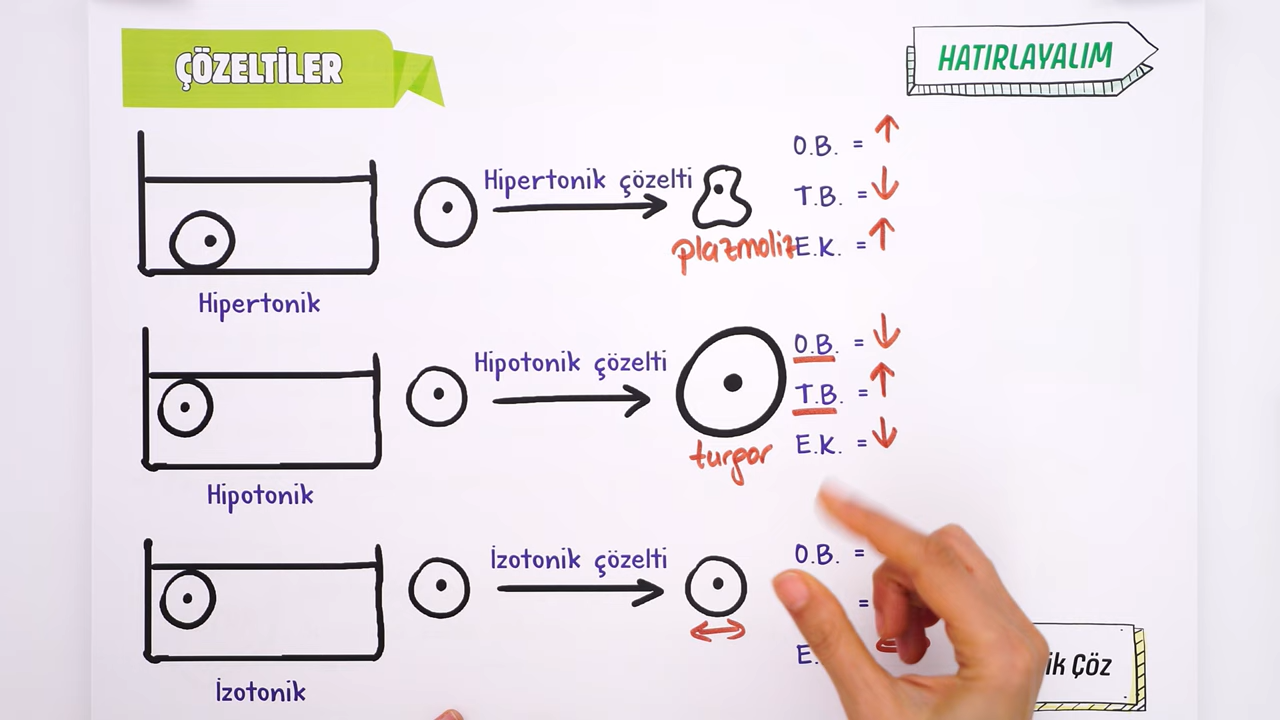 ÇÖZELTİLER
HATIRLAYALIM
Hipertonik
Hipertonik çözelti
plazmoliz
O.B. = ↑
T.B. = ↓
E.K. = ↑
Hipotonik
Hipotonik çözelti
turgor
O.B. = ↓
T.B. = ↑
E.K. = ↓
İzotonik
İzotonik çözelti
O.B. =
=
E.
ik Çöz